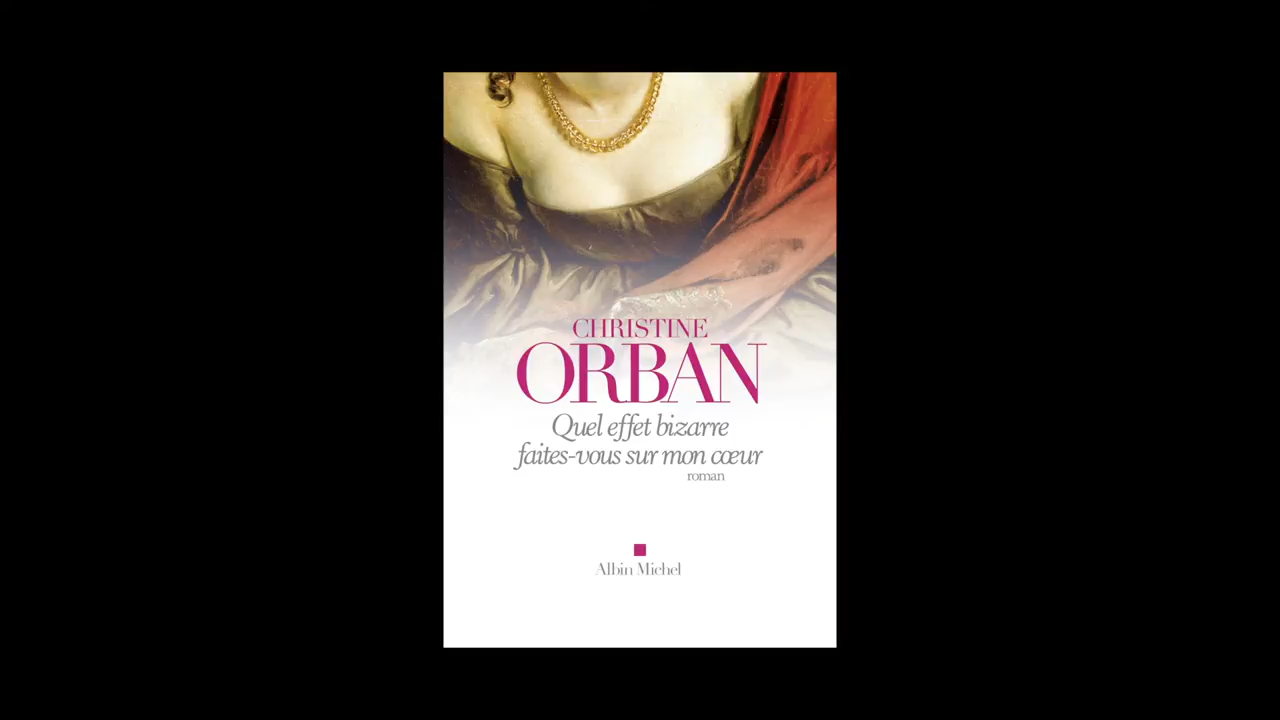 CHRISTINE
ORBAN
Quel effet bizarre
faites-vous sur mon cœur
roman
Albin Michel